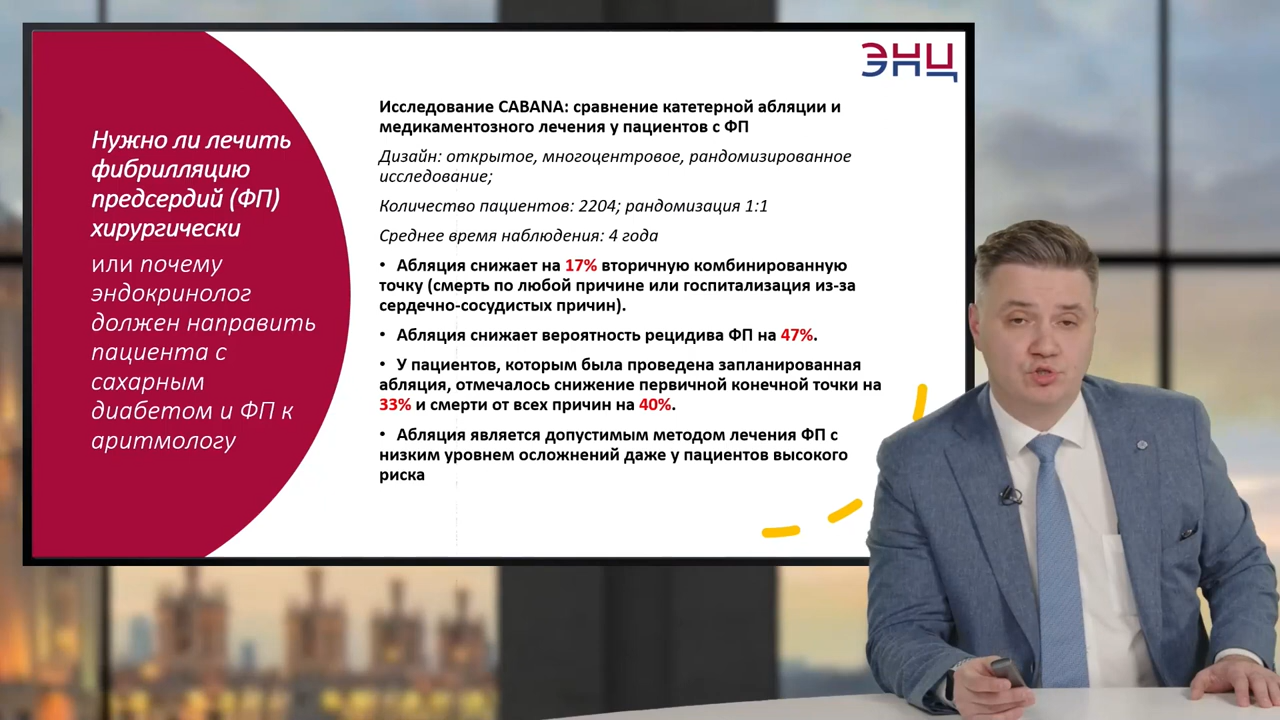 ЭНЦ
Нужно ли лечить
фибрилляцию
предсердий (ФП)
хирургически
или почему
эндокринолог
должен направить
пациента с
сахарным
диабетом и ФП к
аритмологу
Исследование CABANA: сравнение катетерной абляции и
медикаментозного лечения у пациентов с ФП
Дизайн: открытое, многоцентровое, рандомизированное
исследование;
Количество пациентов: 2204; рандомизация 1:1
Среднее время наблюдения: 4 года
• Абляция снижает на 17% вторичную комбинированную
точку (смерть по любой причине или госпитализация из-за
сердечно-сосудистых причин).
• Абляция снижает вероятность рецидива ФП на 47%.
• У пациентов, которым была проведена запланированная
абляция, отмечалось снижение первичной конечной точки на
33% и смерти от всех причин на 40%.
• Абляция является допустимым методом лечения ФП с
низким уровнем осложнений даже у пациентов высокого
риска